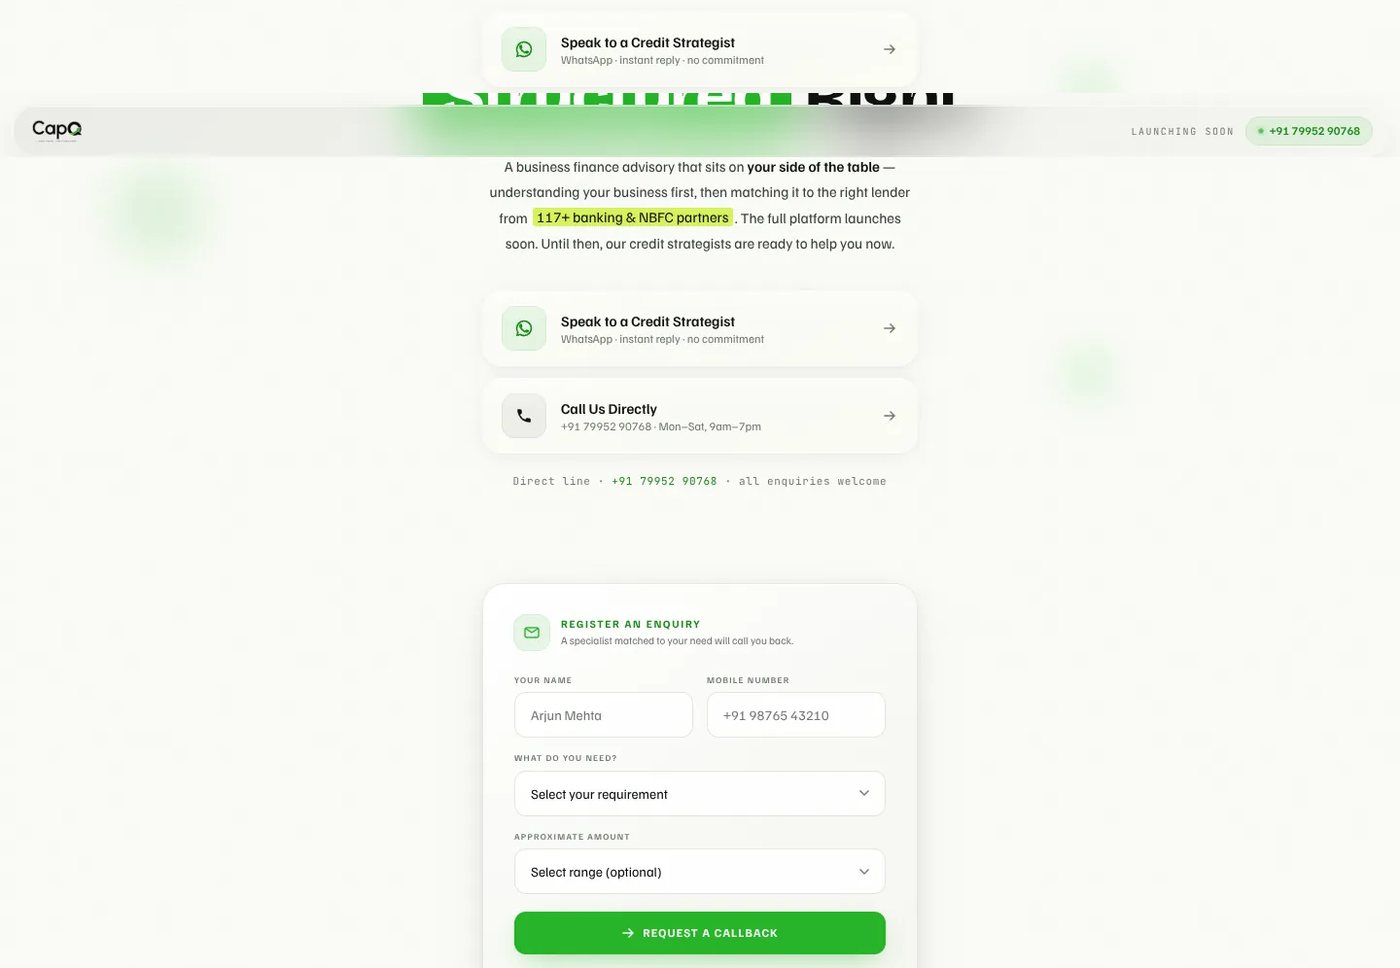 Speak to a Credit Strategist
WhatsApp · instant reply · no commitment
Structured Right
CapQ
LAUNCHING SOON
+91 79952 90768
A business finance advisory that sits on your side of the table —
understanding your business first, then matching it to the right lender
from 117+ banking & NBFC partners. The full platform launches
soon. Until then, our credit strategists are ready to help you now.
Speak to a Credit Strategist
WhatsApp · instant reply · no commitment
Call Us Directly
+91 79952 90768 · Mon–Sat, 9am–7pm
Direct line · +91 79952 90768 · all enquiries welcome
REGISTER AN ENQUIRY
A specialist matched to your need will call you back.
YOUR NAME
MOBILE NUMBER
Arjun Mehta
+91 98765 43210
WHAT DO YOU NEED?
Select your requirement
APPROXIMATE AMOUNT
Select range (optional)
REQUEST A CALLBACK